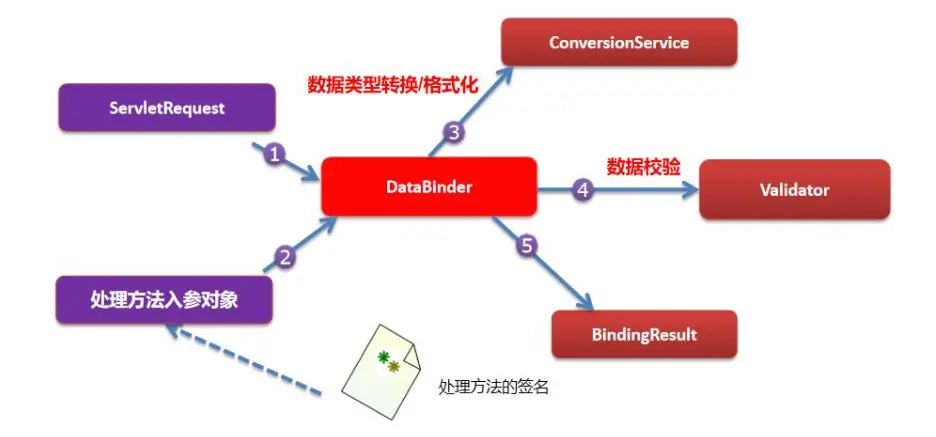 ConversionService
数据类型转换/格式化
ServletRequest
3
1
数据校验
DataBinder
4
Validator
2
5
处理方法入参对象
BindingResult
处理方法的签名